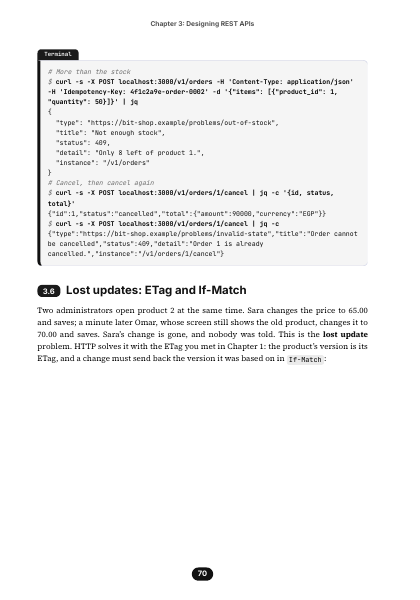 Chapter 3: Designing REST APIs
Terminal
# More than the stock
$ curl -s -X POST localhost:3000/v1/orders -H 'Content-Type: application/json'
-H 'Idempotency-Key: 4f1c2a9e-order-0002' -d '{"items": [{"product_id": 1,
"quantity": 50}]}' | jq
{
  "type": "https://bit-shop.example/problems/out-of-stock",
  "title": "Not enough stock",
  "status": 409,
  "detail": "Only 8 left of product 1.",
  "instance": "/v1/orders"
}
# Cancel, then cancel again
$ curl -s -X POST localhost:3000/v1/orders/1/cancel | jq -c '{id, status,
total}'
{"id":1,"status":"cancelled","total":{"amount":90000,"currency":"EGP"}}
$ curl -s -X POST localhost:3000/v1/orders/1/cancel | jq -c
{"type":"https://bit-shop.example/problems/invalid-state","title":"Order cannot
be cancelled","status":409,"detail":"Order 1 is already
cancelled.","instance":"/v1/orders/1/cancel"}
3.6 Lost updates: ETag and If-Match
Two administrators open product 2 at the same time. Sara changes the price to 65.00
and saves; a minute later Omar, whose screen still shows the old product, changes it to
70.00 and saves. Sara's change is gone, and nobody was told. This is the lost update
problem. HTTP solves it with the ETag you met in Chapter 1: the product's version is its
ETag, and a change must send back the version it was based on in If-Match:
70